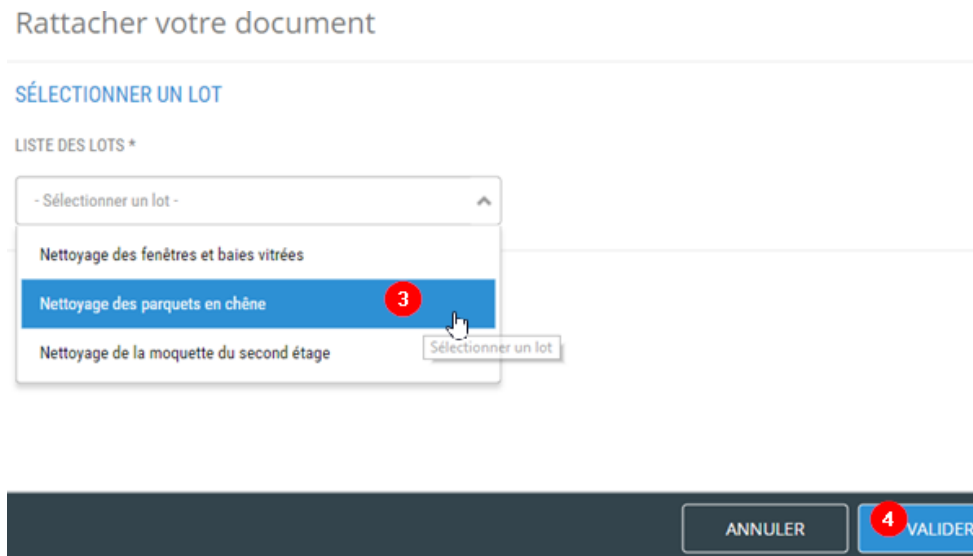 Rattacher votre document
SÉLECTIONNER UN LOT
LISTE DES LOTS *
- Sélectionner un lot -
Nettoyage des fenêtres et baies vitrées
Nettoyage des parquets en chêne 3
Sélectionner un lot
Nettoyage de la moquette du second étage
ANNULER 4 VALIDER